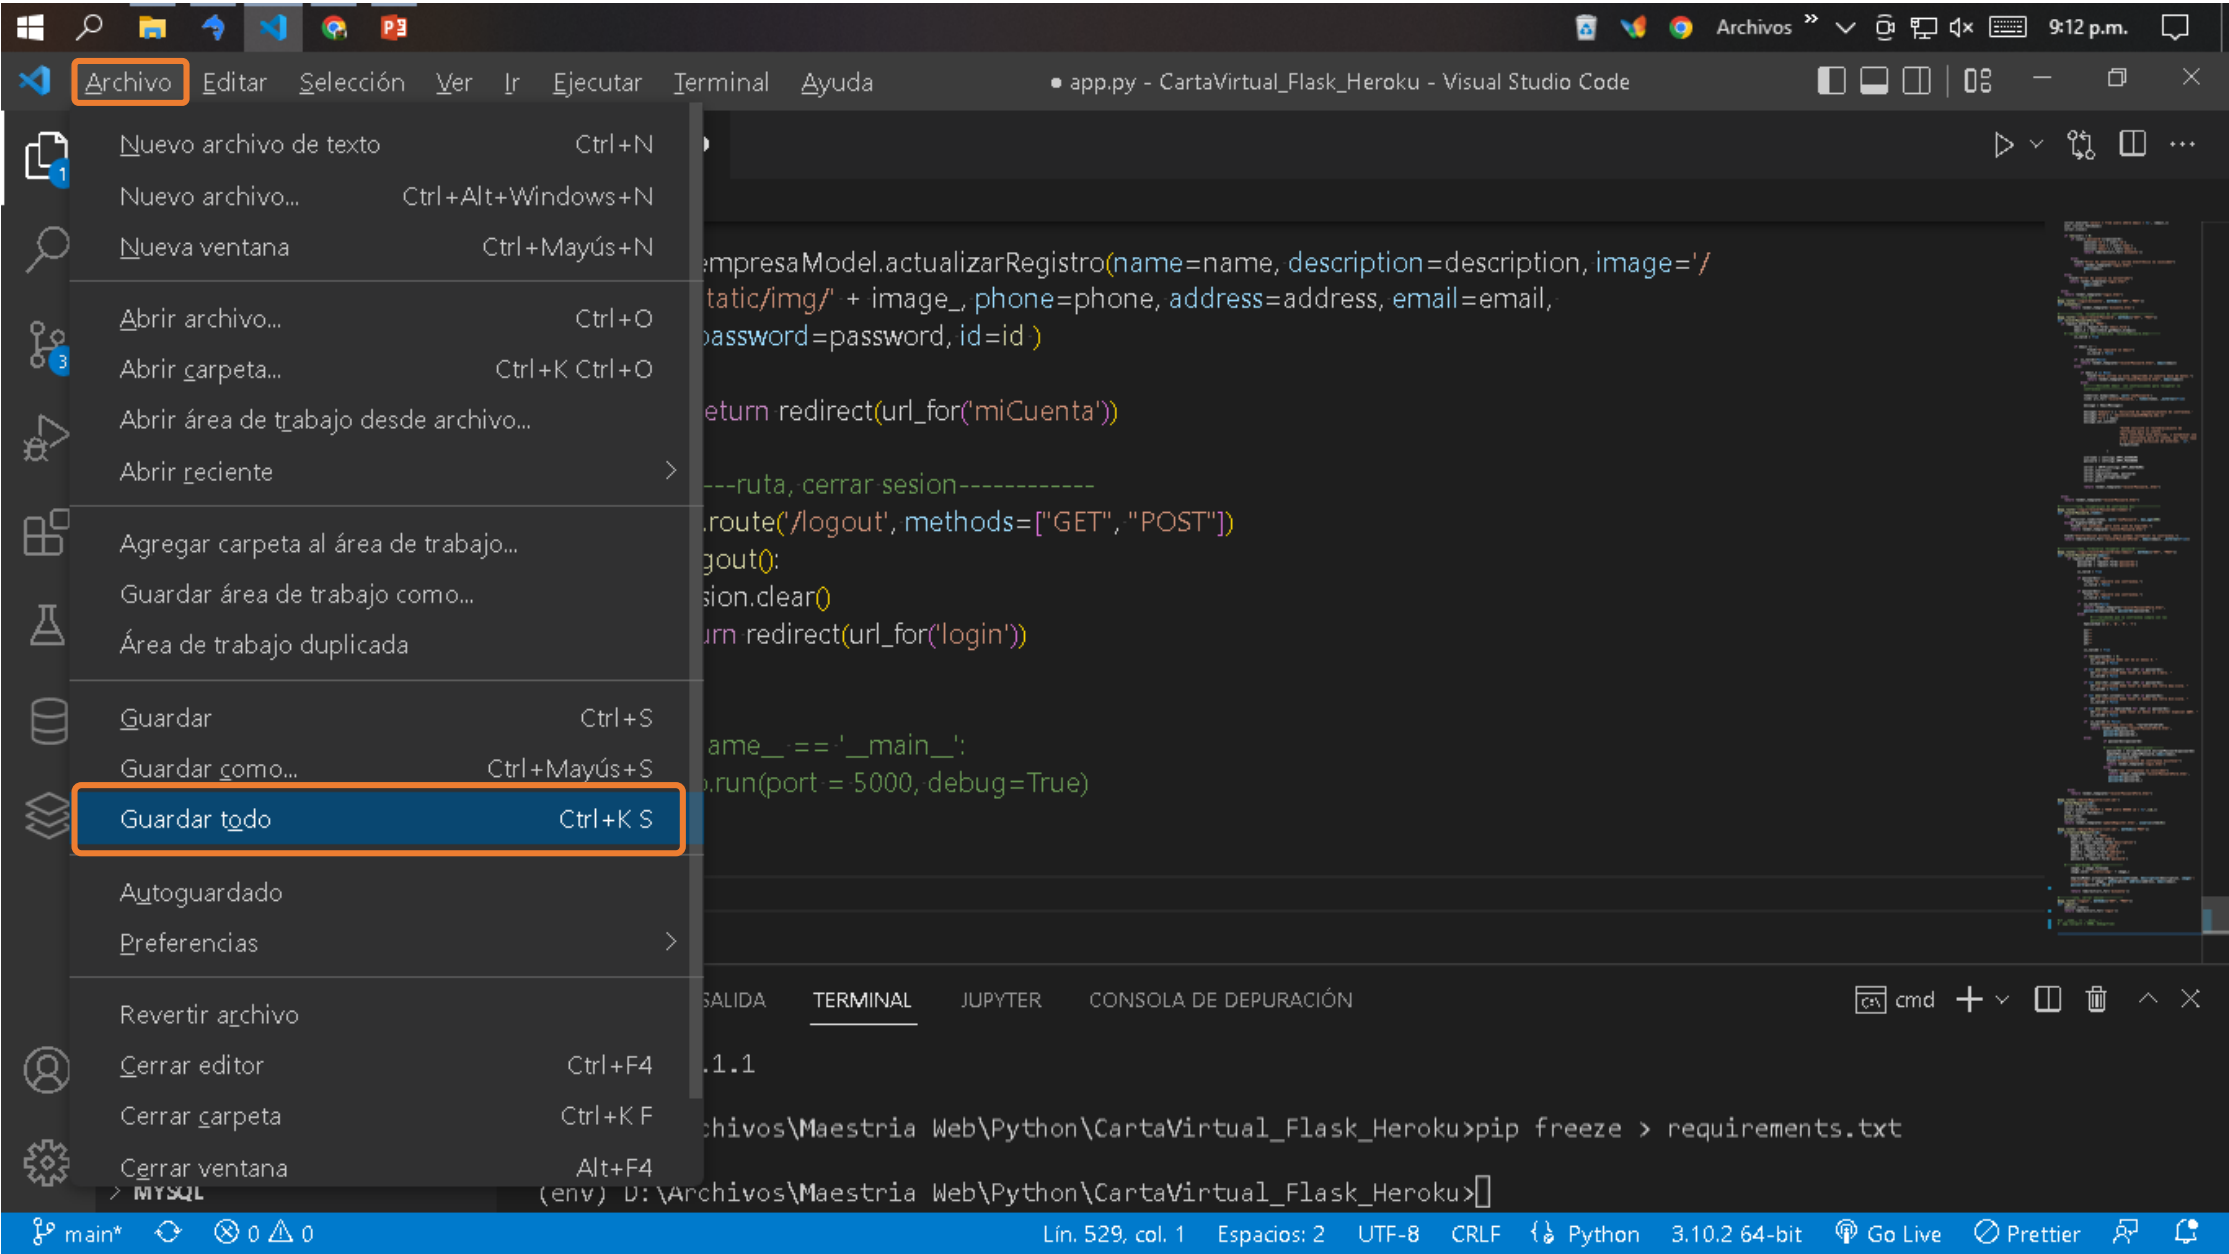 Archivos » 9:12 p.m.
Archivo Editar Selección Ver Ir Ejecutar Terminal Ayuda ● app.py - CartaVirtual_Flask_Heroku - Visual Studio Code
Nuevo archivo de texto Ctrl+N
Nuevo archivo... Ctrl+Alt+Windows+N
Nueva ventana Ctrl+Mayús+N
Abrir archivo... Ctrl+O
Abrir carpeta... Ctrl+K Ctrl+O
Abrir área de trabajo desde archivo...
Abrir reciente
Agregar carpeta al área de trabajo...
Guardar área de trabajo como...
Área de trabajo duplicada
Guardar Ctrl+S
Guardar como... Ctrl+Mayús+S
Guardar todo Ctrl+K S
Autoguardado
Preferencias
Revertir archivo
Cerrar editor Ctrl+F4
Cerrar carpeta Ctrl+K F
Cerrar ventana Alt+F4
1
3
empresaModel.actualizarRegistro(name=name, description=description, image='/
tatic/img/' + image_, phone=phone, address=address, email=email,
password=password, id=id )
eturn redirect(url_for('miCuenta'))
---ruta, cerrar sesion------------
.route('/logout', methods=["GET", "POST"])
gout():
sion.clear()
urn redirect(url_for('login'))
ame__ == '__main__':
.run(port = 5000, debug=True)
SALIDA TERMINAL JUPYTER CONSOLA DE DEPURACIÓN cmd
.1.1
chivos\Maestria Web\Python\CartaVirtual_Flask_Heroku>pip freeze > requirements.txt
MYSQL
(env) D:\Archivos\Maestria Web\Python\CartaVirtual_Flask_Heroku>
main* 0 0 Lín. 529, col. 1 Espacios: 2 UTF-8 CRLF Python 3.10.2 64-bit Go Live Prettier